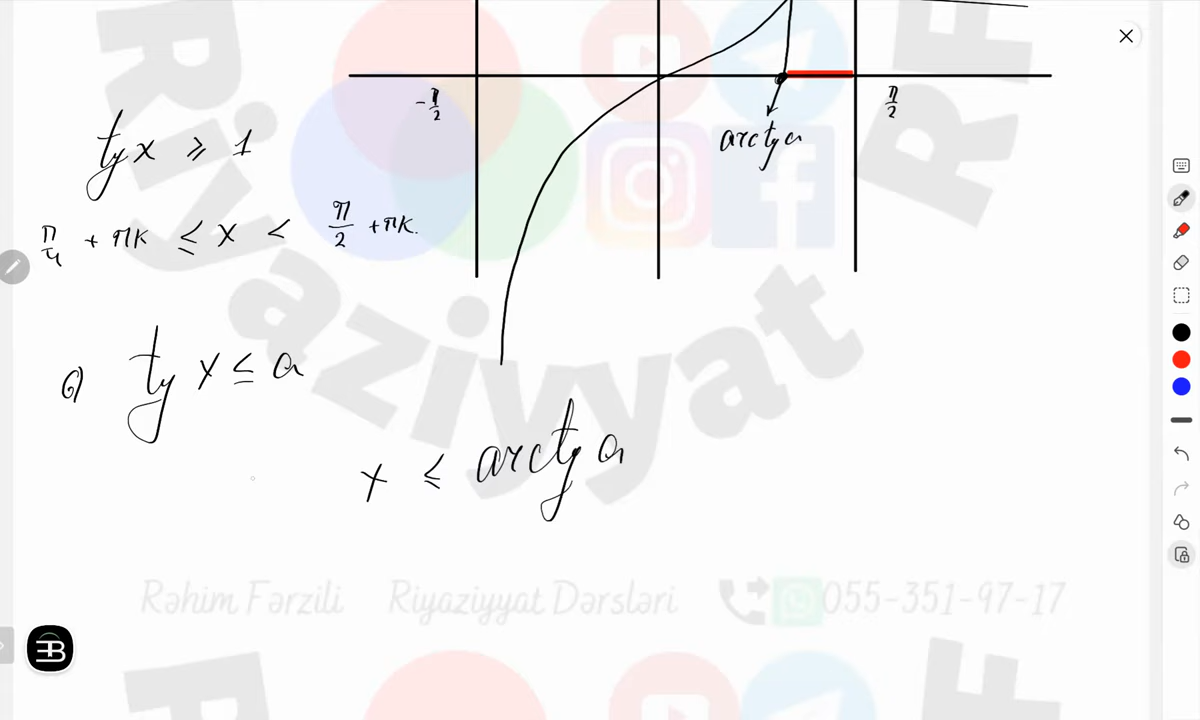 -π/2
π/2
arctg a
tg x ≥ 1
π/4 + πk ≤ x < π/2 + πk.
tg x ≤ a
x ≤ arctg a
Riyaziyyat
RF
Rəhim Fərzili Riyaziyyat Dərsləri 055-351-97-17